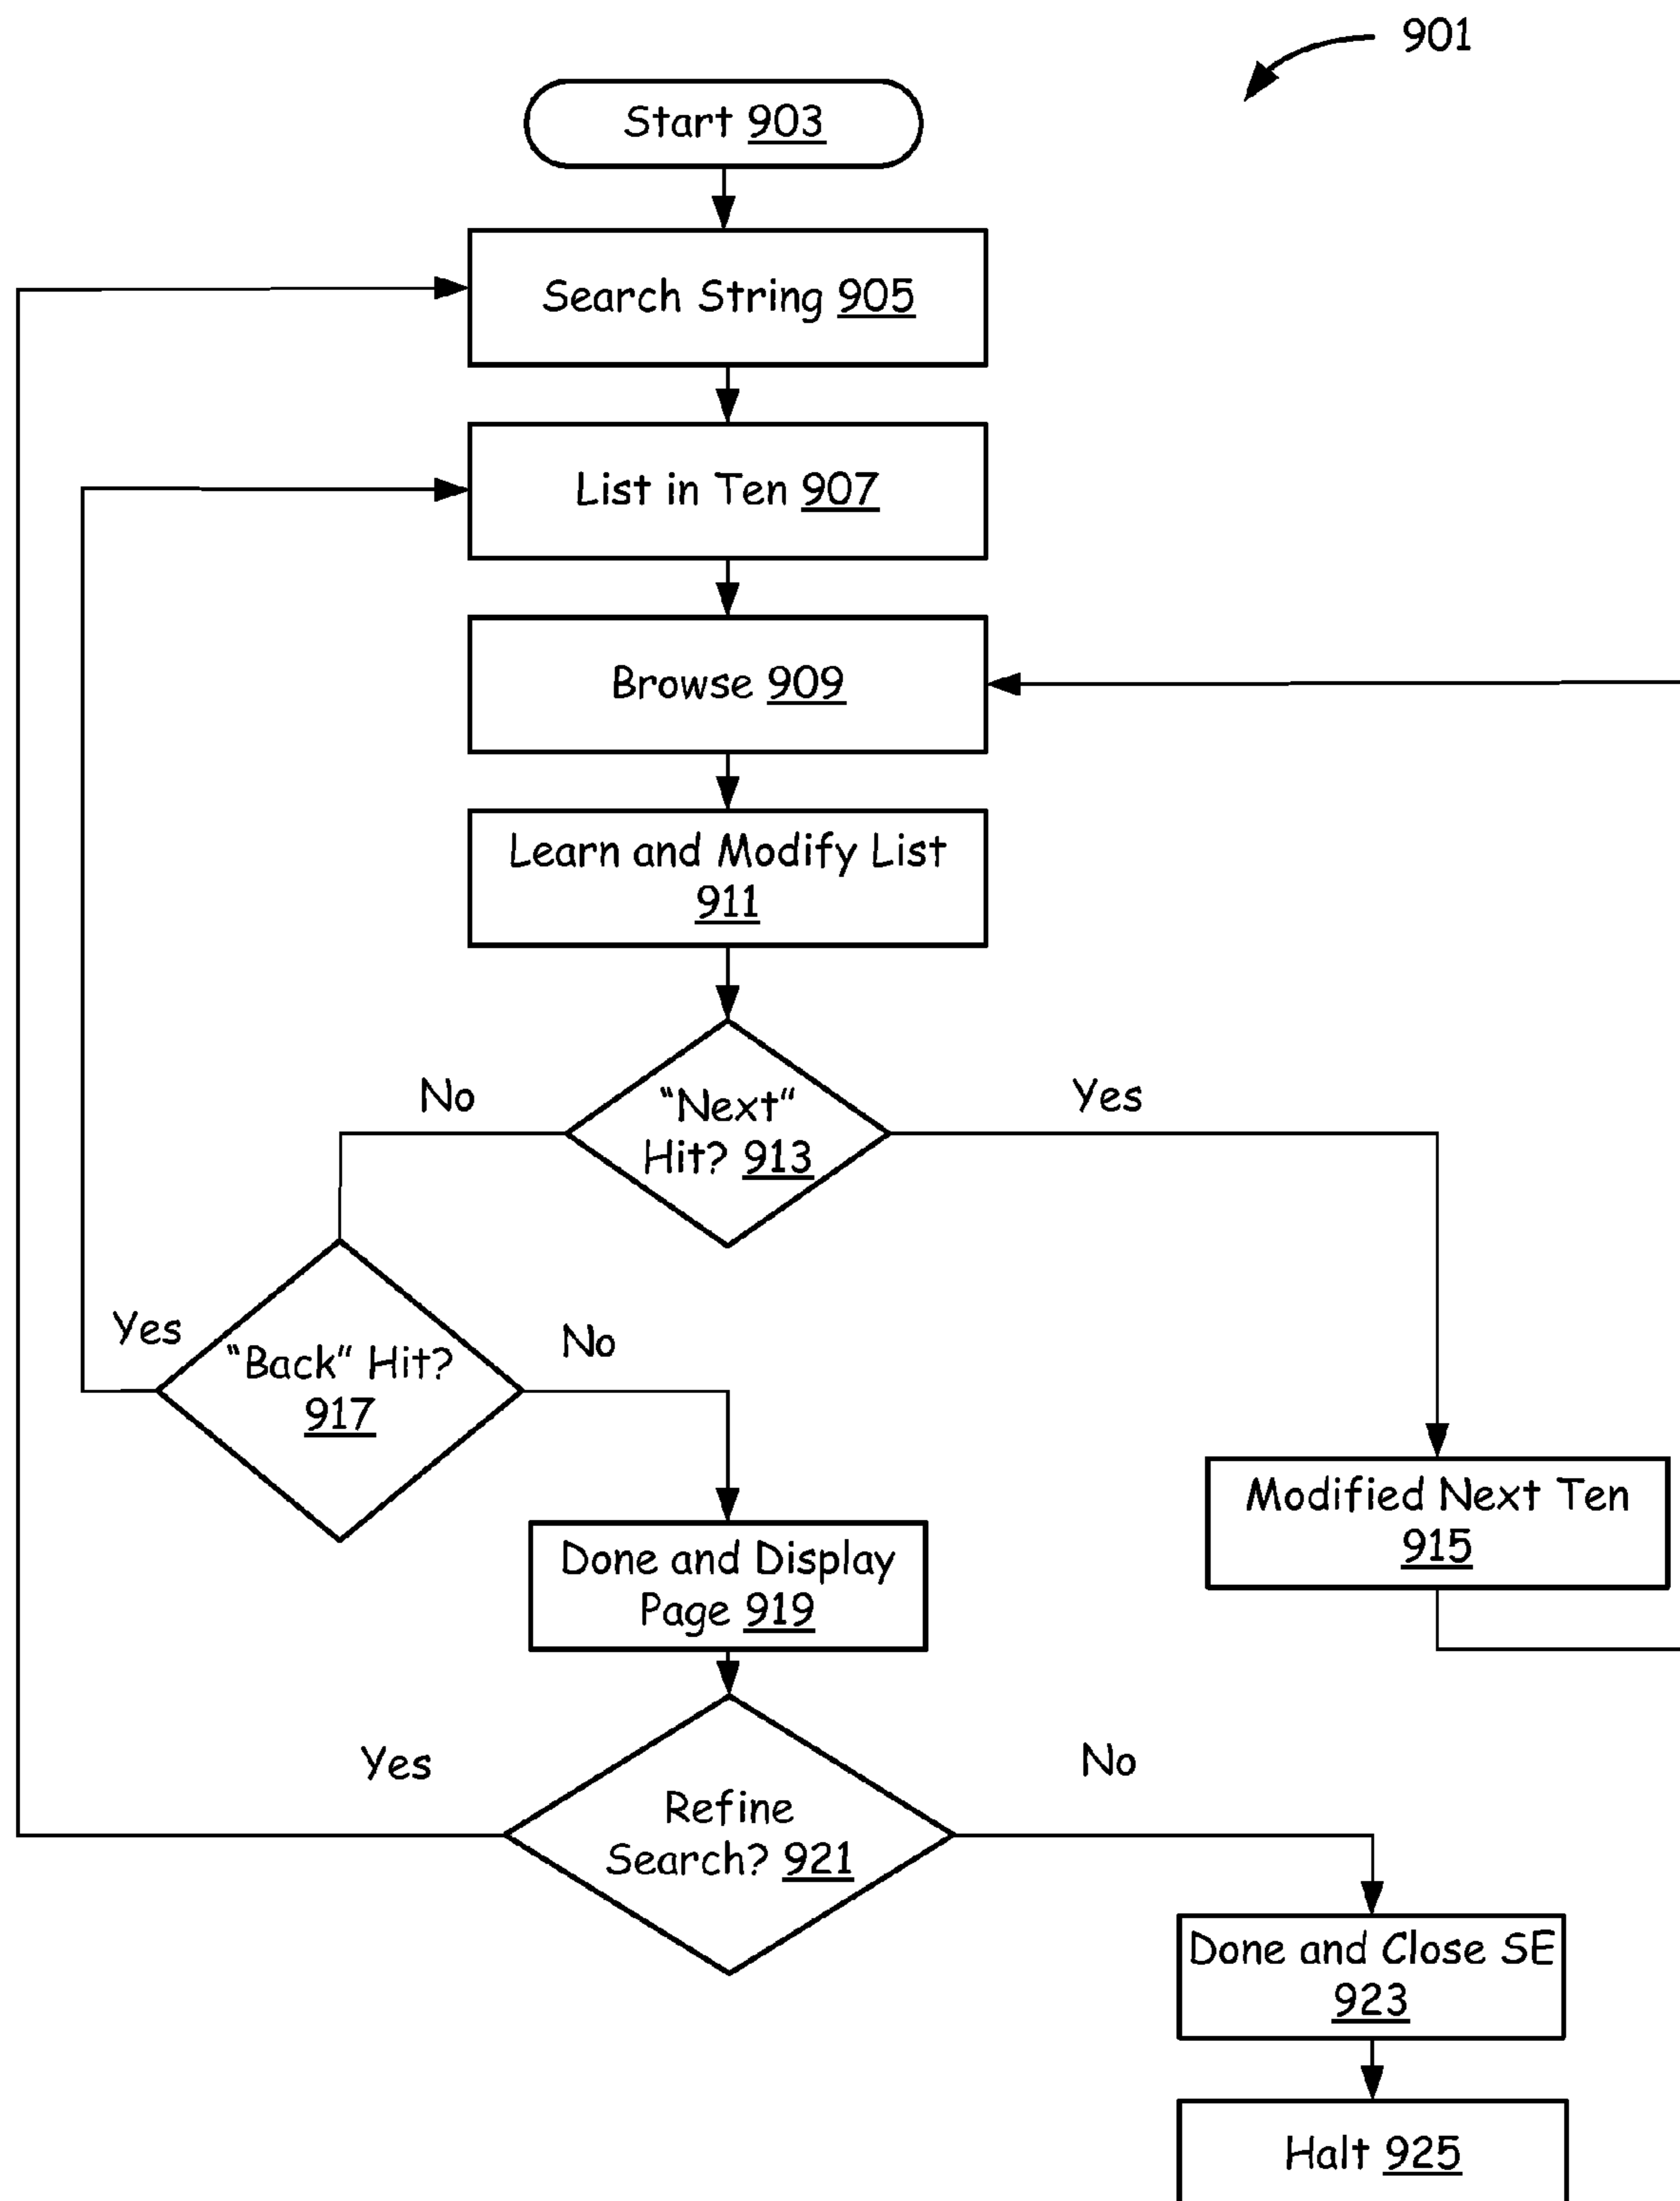 901
Start 903
Search String 905
List in Ten 907
Browse 909
Learn and Modify List
911
No
"Next"
Hit? 913
Yes
Yes
"Back" Hit?
917
No
Modified Next Ten
915
Done and Display
Page 919
Yes
Refine
Search? 921
No
Done and Close SE
923
Halt 925